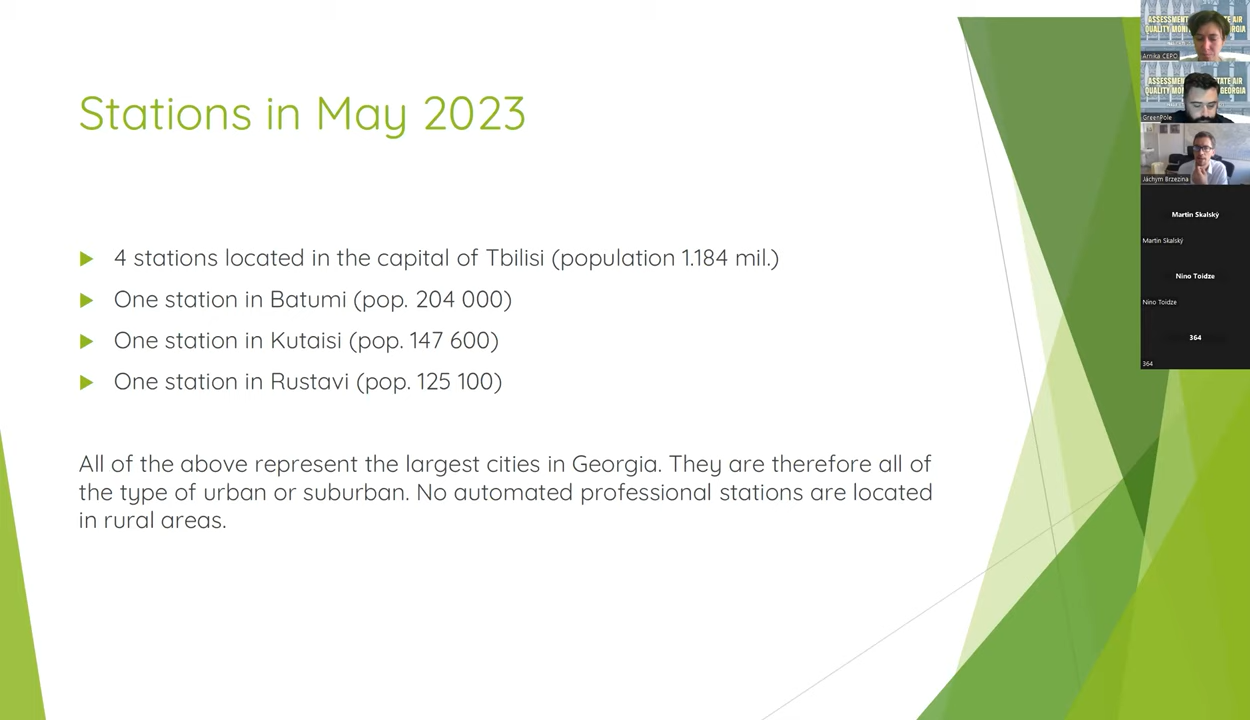 Stations in May 2023
4 stations located in the capital of Tbilisi (population 1.184 mil.)
One station in Batumi (pop. 204 000)
One station in Kutaisi (pop. 147 600)
One station in Rustavi (pop. 125 100)
All of the above represent the largest cities in Georgia. They are therefore all of
the type of urban or suburban. No automated professional stations are located
in rural areas.
Arnika CEPO
GreenPole
Jáchym Brzezina
Martin Skalský
Martin Skalský
Nino Toidze
Nino Toidze
364
364